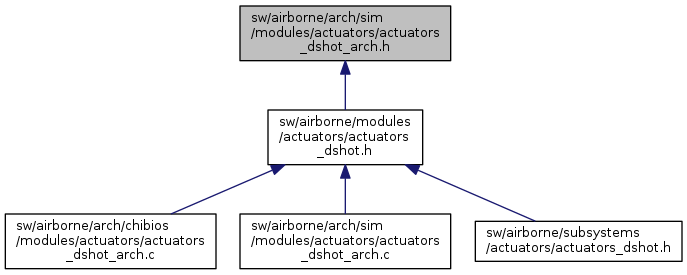 sw/airborne/arch/sim
/modules/actuators/actuators
_dshot_arch.h
sw/airborne/modules
/actuators/actuators
_dshot.h
sw/airborne/arch/chibios
/modules/actuators/actuators
_dshot_arch.c
sw/airborne/arch/sim
/modules/actuators/actuators
_dshot_arch.c
sw/airborne/subsystems
/actuators/actuators_dshot.h